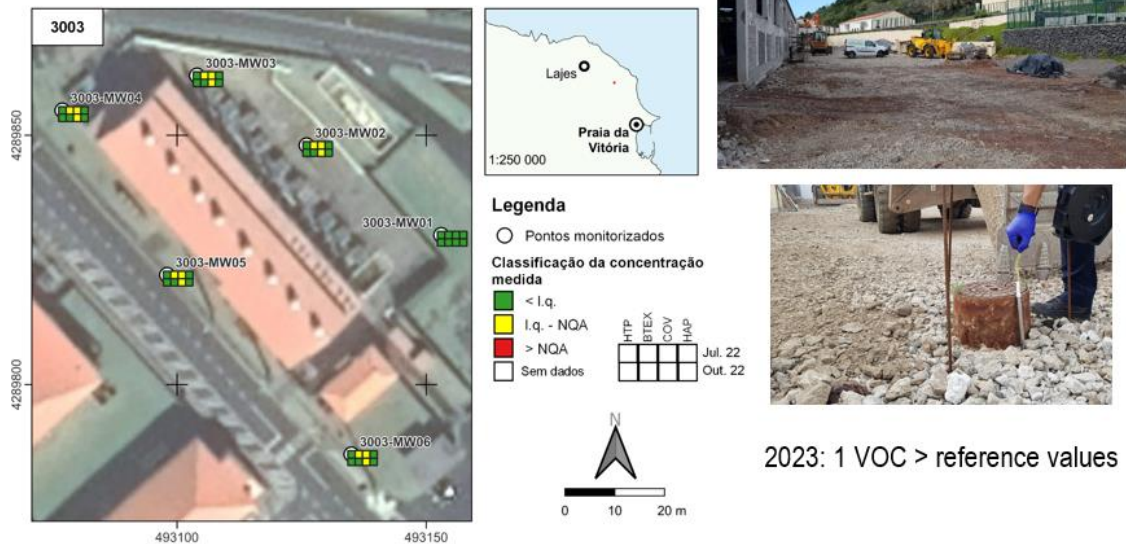 3003
3003-MW03
3003-MW04
3003-MW02
3003-MW01
3003-MW05
3003-MW06
4289850
4289800
493100
493150
Lajes
Praia da
Vitória
1:250 000
Legenda
Pontos monitorizados
Classificação da concentração
medida
< l.q.
l.q. - NQA
> NQA
Sem dados
HTP
BTEX
COV
HAP
Jul. 22
Out. 22
N
0 10 20 m
2023: 1 VOC > reference values